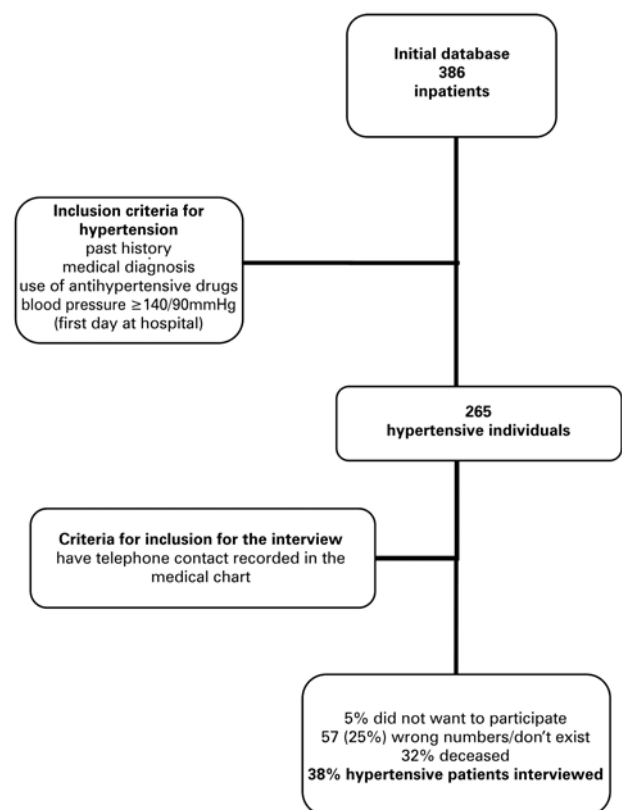 Initial database
386
inpatients
Inclusion criteria for
hypertension
past history
medical diagnosis
use of antihypertensive drugs
blood pressure ≥140/90mmHg
(first day at hospital)
265
hypertensive individuals
Criteria for inclusion for the interview
have telephone contact recorded in the
medical chart
5% did not want to participate
57 (25%) wrong numbers/don't exist
32% deceased
38% hypertensive patients interviewed